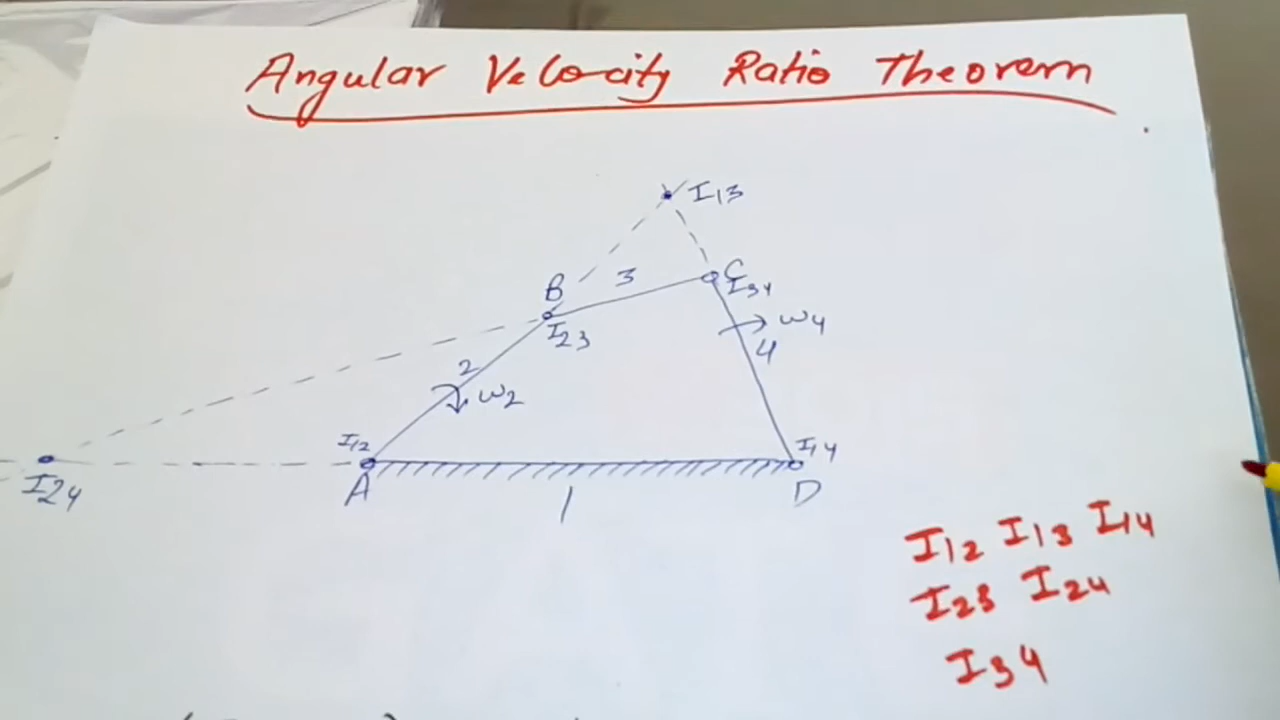 Angular Velocity Ratio Theorem
I13
B
3
C
I34
I23
ω4
2
4
ω2
I12
I14
I24
A
1
D
I12 I13 I14
I23 I24
I34